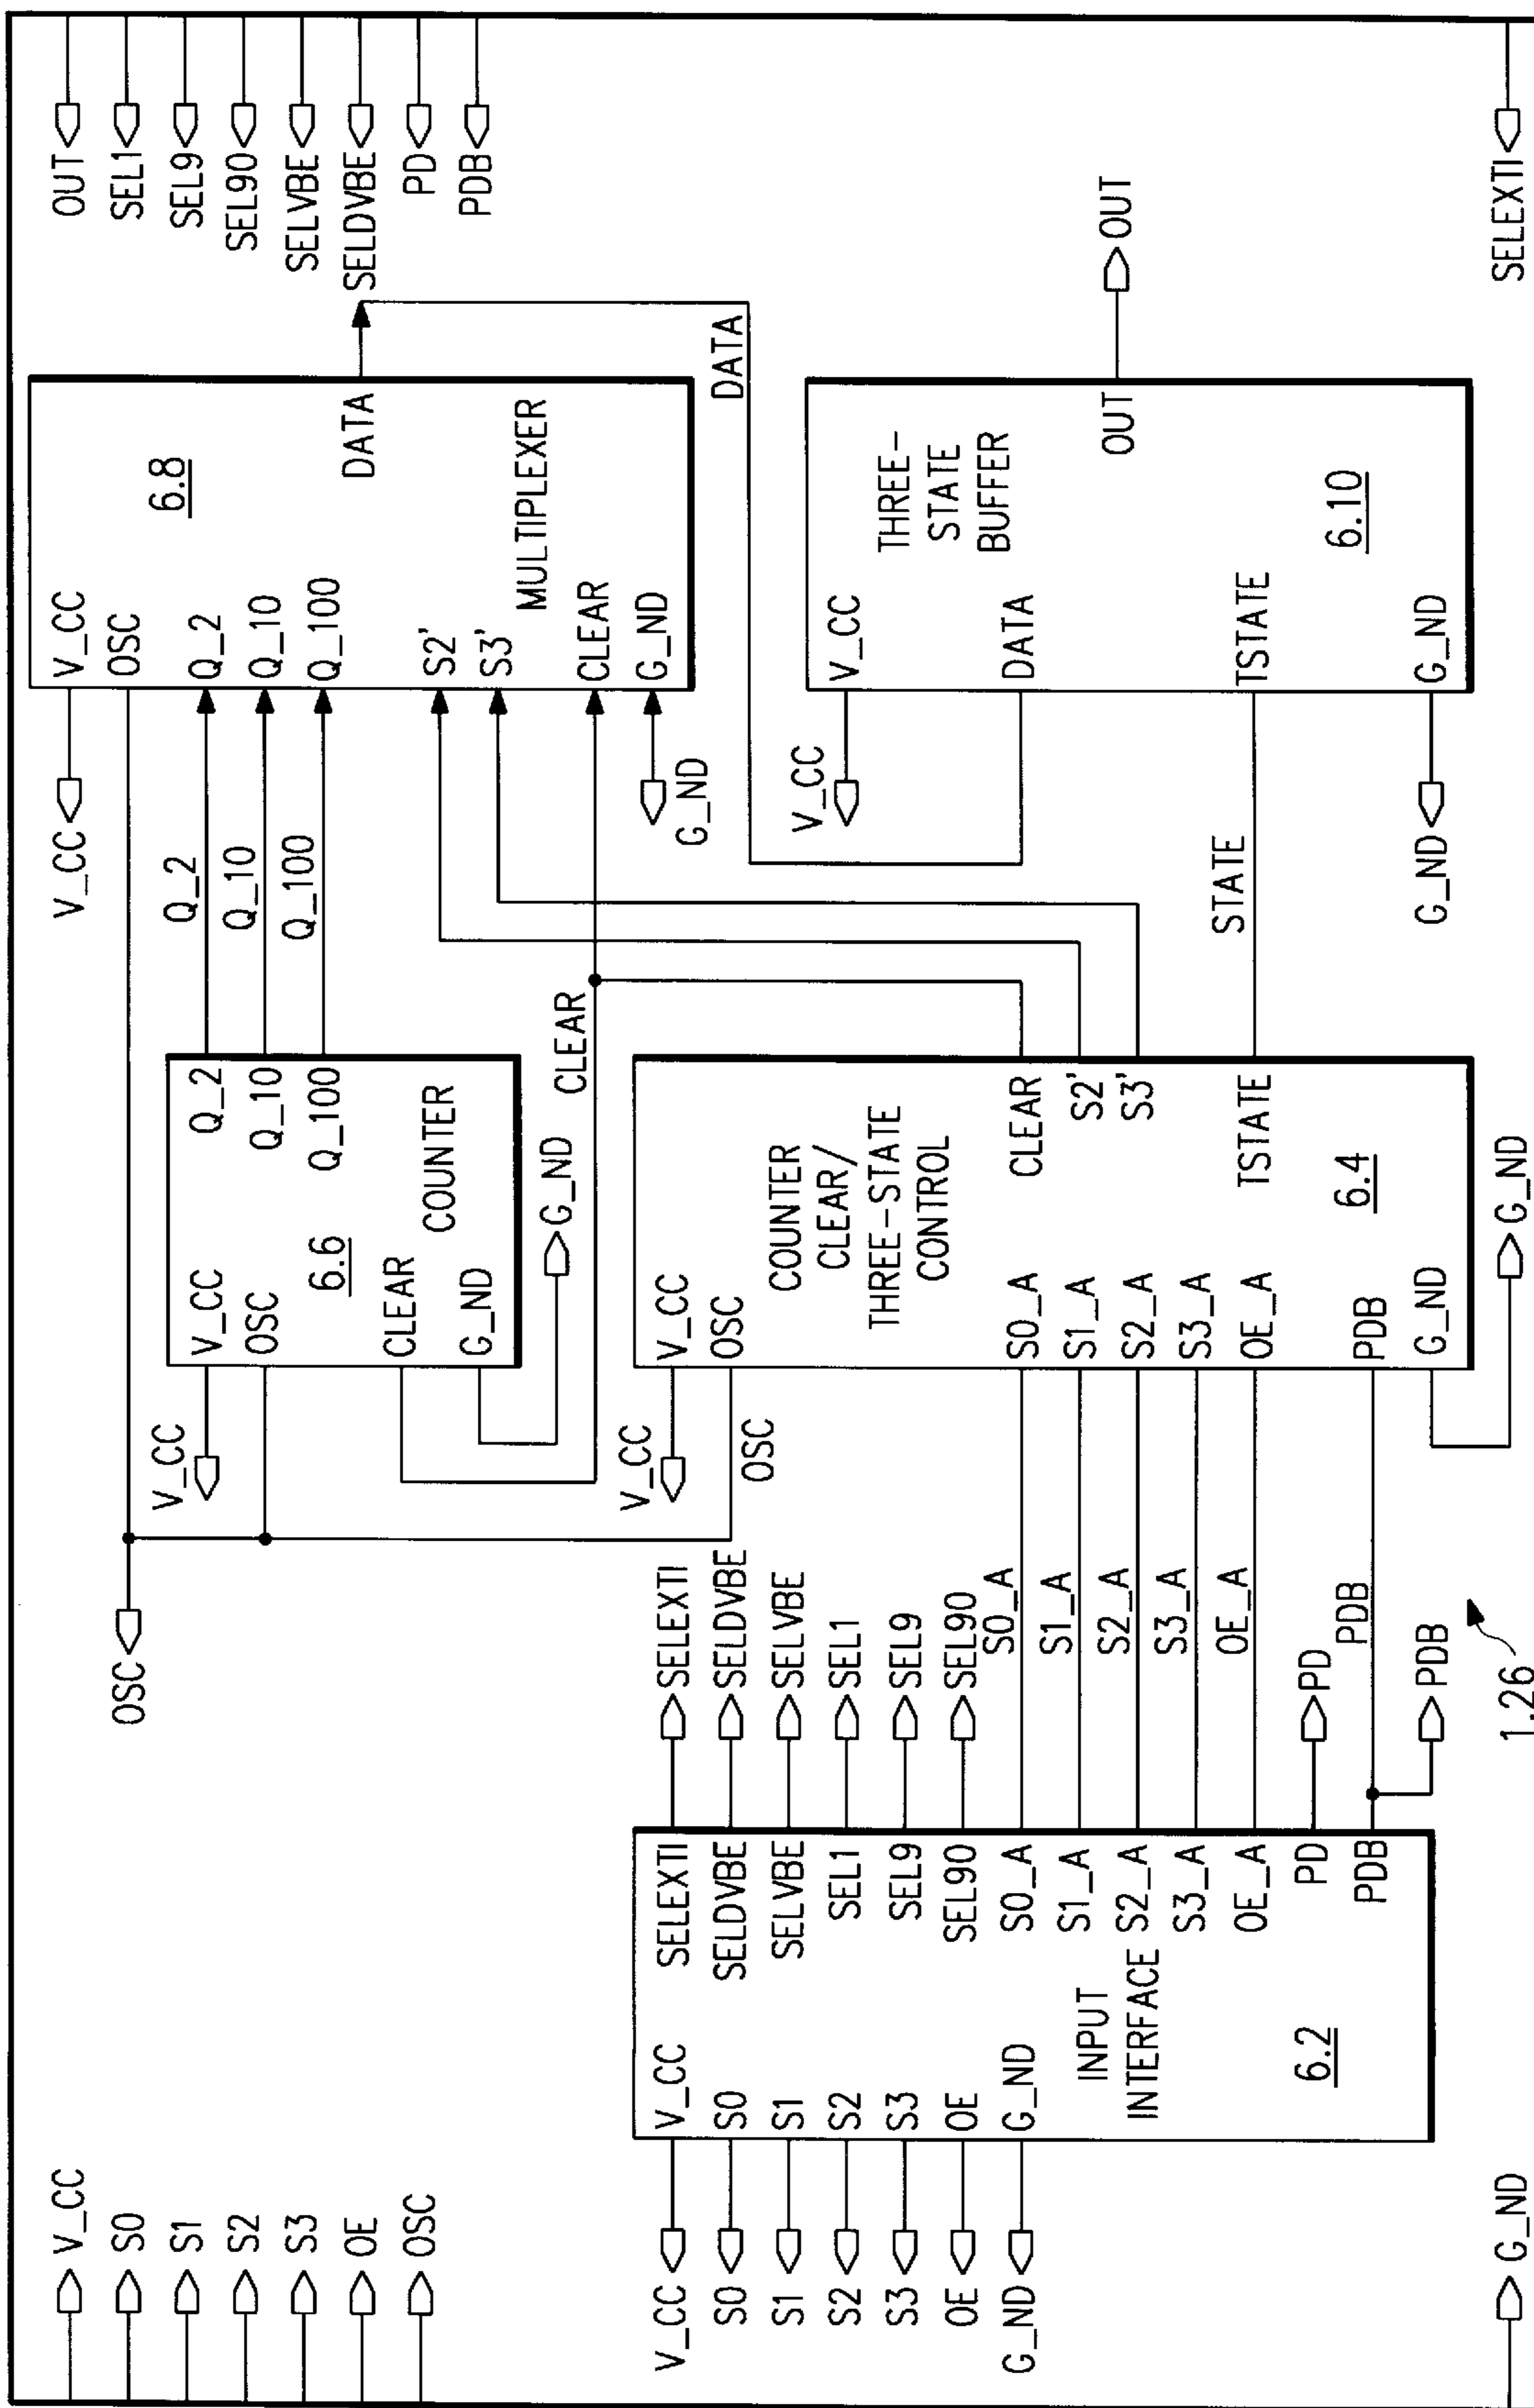 V_CC
S0
S1
S2
S3
OE
OSC
G_ND
V_CC
S0
S1
S2
S3
OE
G_ND
V_CC
S0
S1
S2
S3
OE
G_ND
INPUT
INTERFACE
6.2
SELEXTI
SELDVBE
SELVBE
SEL1
SEL9
SEL90
S0_A
S1_A
S2_A
S3_A
OE_A
PD
PDB
SELEXTI
SELDVBE
SELVBE
SEL1
SEL9
SEL90
S0_A
S1_A
S2_A
S3_A
OE_A
PD
PDB
PDB
1.26
OSC
V_CC
V_CC
OSC
6.6
CLEAR
G_ND
COUNTER
Q_2
Q_10
Q_100
G_ND
CLEAR
V_CC
OSC
V_CC
OSC
COUNTER
CLEAR/
THREE-STATE
CONTROL
S0_A
S1_A
S2_A
S3_A
OE_A
PDB
G_ND
CLEAR
S2'
S3'
TSTATE
6.4
G_ND
V_CC
Q_2
Q_10
Q_100
G_ND
V_CC
OSC
Q_2
Q_10
Q_100
S2'
S3'
CLEAR
G_ND
6.8
DATA
MULTIPLEXER
DATA
V_CC
STATE
G_ND
V_CC
DATA
TSTATE
G_ND
THREE-
STATE
BUFFER
OUT
6.10
OUT
OUT
SEL1
SEL9
SEL90
SELVBE
SELDVBE
PD
PDB
SELEXTI